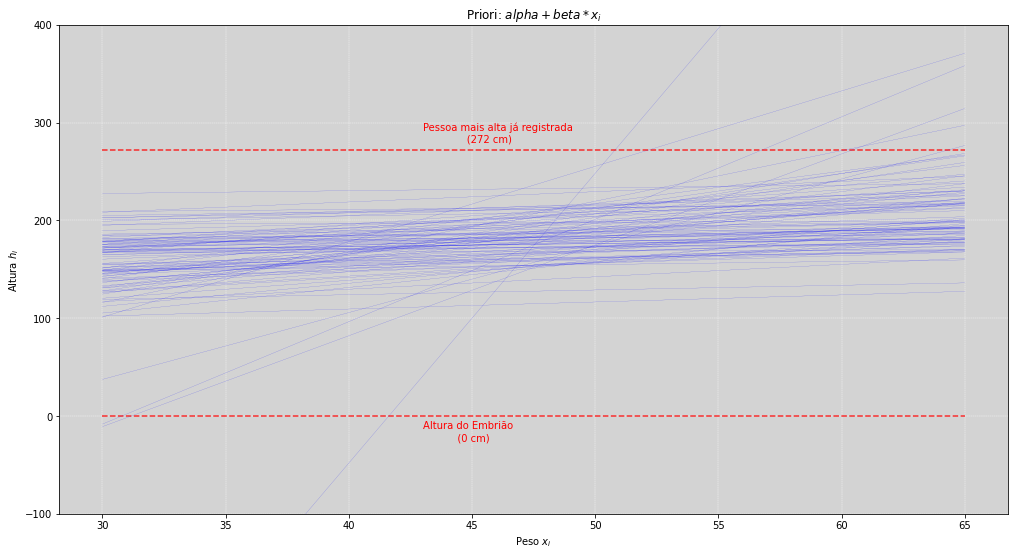 Priori: alpha + beta * x_i
400
300
200
100
0
−100
Altura h_i
Pessoa mais alta já registrada
(272 cm)
Altura do Embrião
(0 cm)
30
35
40
45
50
55
60
65
Peso x_i